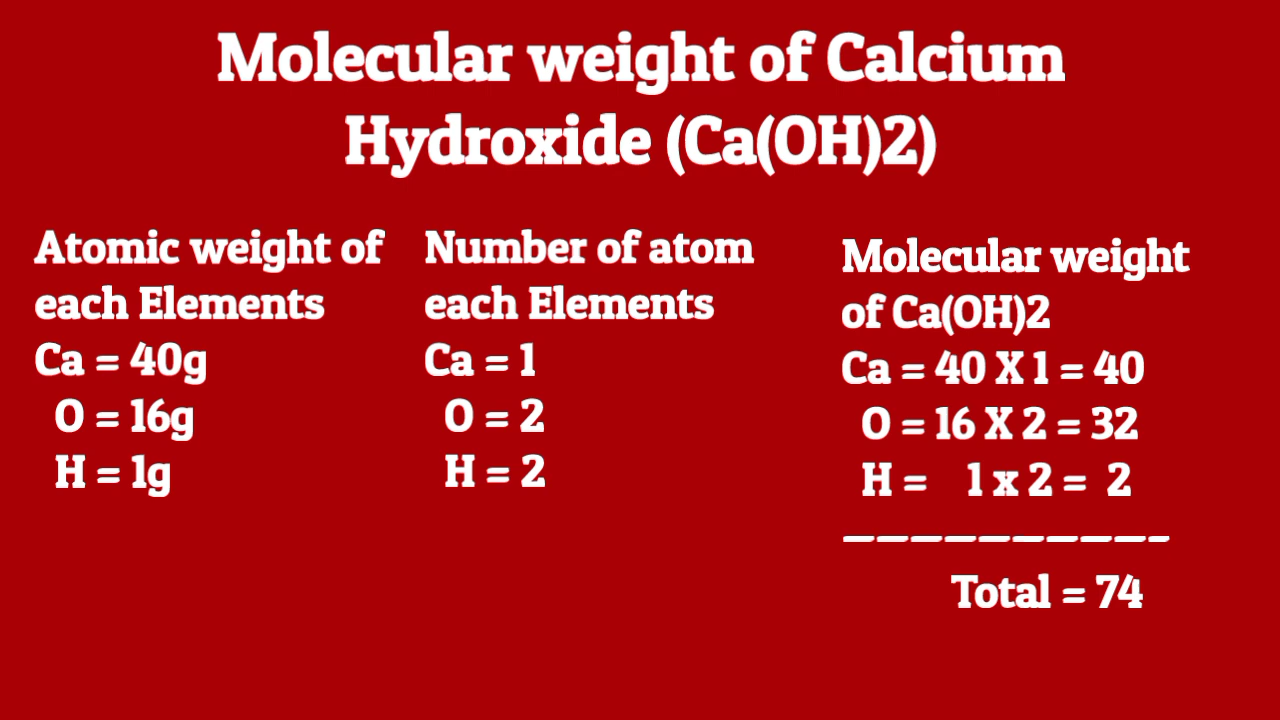 Molecular weight of Calcium
Hydroxide (Ca(OH)2)
Atomic weight of
each Elements
Ca = 40g
O = 16g
H = 1g
Number of atom
each Elements
Ca = 1
O = 2
H = 2
Molecular weight
of Ca(OH)2
Ca = 40 X 1 = 40
O = 16 X 2 = 32
H = 1 x 2 = 2
——————————
Total = 74